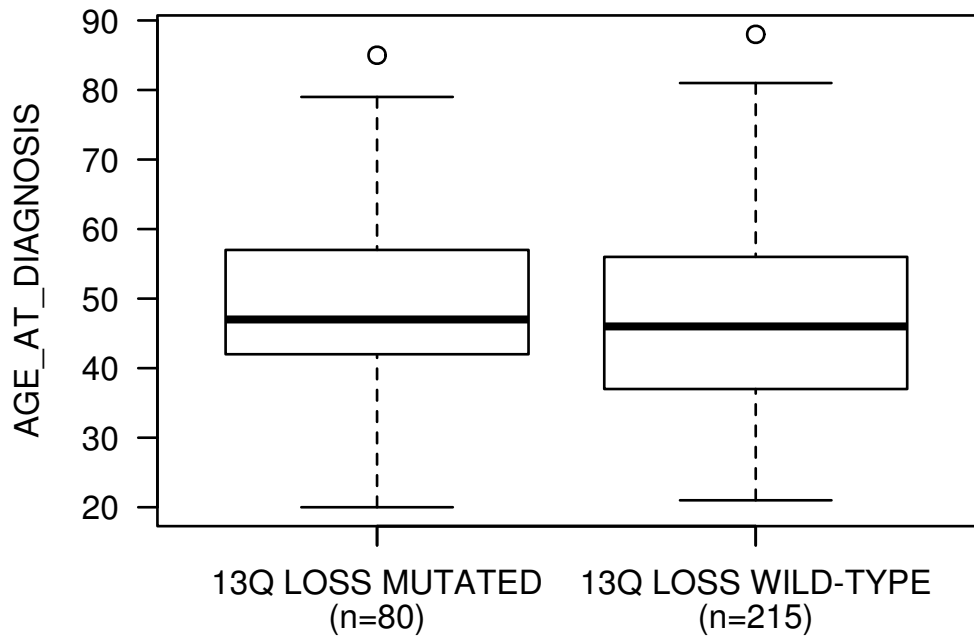 AGE_AT_DIAGNOSIS
90
80
70
60
50
40
30
20
13Q LOSS MUTATED
(n=80)
13Q LOSS WILD-TYPE
(n=215)